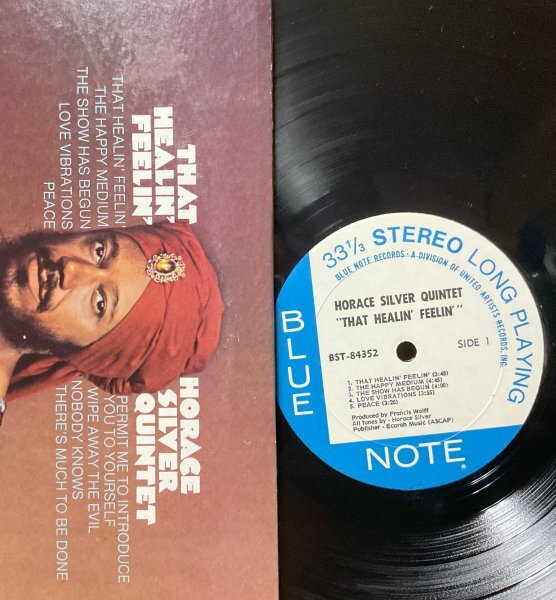 THAT
HEALIN'
FEELIN'
THAT HEALIN' FEELIN'
THE HAPPY MEDIUM
THE SHOW HAS BEGUN
LOVE VIBRATIONS
PEACE
HORACE
SILVER
QUINTET
PERMIT ME TO INTRODUCE
YOU TO YOURSELF
WIPE AWAY THE EVIL
NOBODY KNOWS
THERE'S MUCH TO BE DONE
33⅓ STEREO LONG PLAYING
BLUE NOTE RECORDS • A DIVISION OF UNITED ARTISTS RECORDS, INC.
HORACE SILVER QUINTET
"THAT HEALIN' FEELIN'"
BST-84352 SIDE 1
1. THAT HEALIN' FEELIN' (3:45)
2. THE HAPPY MEDIUM (4:45)
3. THE SHOW HAS BEGUN (4:00)
4. LOVE VIBRATIONS (3:58)
5. PEACE (3:20)
Produced by Francis Wolff
All tunes by - Horace Silver
Publisher - Ecaroh Music (ASCAP)
BLUE
NOTE®